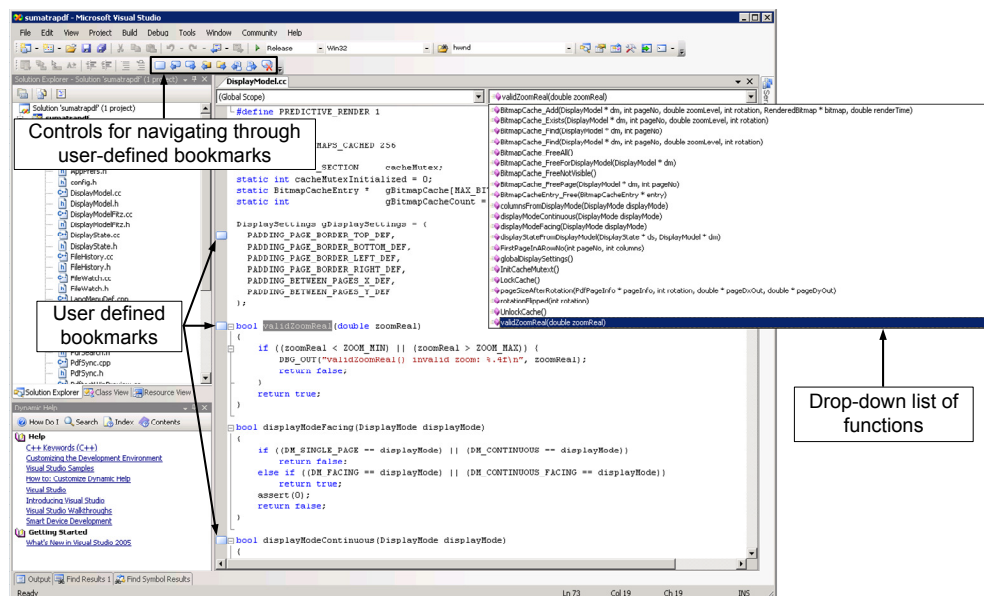 sumatrapdf - Microsoft Visual Studio
File Edit View Project Build Debug Tools Window Community Help
Release Win32 hwnd
Solution Explorer - Solution 'sumatrapdf' (1 project)
DisplayModel.cc
(Global Scope)
validZoomReal(double zoomReal)
Solution 'sumatrapdf' (1 project)
sumatrapdf
Controls for navigating through
user-defined bookmarks
AppPrefs.h
config.h
DisplayModel.cc
DisplayModel.h
DisplayModelFitz.cc
DisplayModelFitz.h
DisplayState.cc
DisplayState.h
FileHistory.cc
FileHistory.h
FileWatch.cc
FileWatch.h
LangMenuDef.cpp
User defined
bookmarks
PdfSearch.h
PdfSync.cpp
PdfSync.h
Solution Explorer Class View Resource View
Dynamic Help
How Do I Search Index Contents
Help
C++ Keywords (C++)
Customizing the Development Environment
Visual Studio Samples
How to: Customize Dynamic Help
Visual Studio
Introducing Visual Studio
Visual Studio Walkthroughs
Smart Device Development
Getting Started
What's New in Visual Studio 2005
#define PREDICTIVE_RENDER 1
MAPS_CACHED 256
_SECTION cacheMutex;
static int cacheMutexInitialized = 0;
static BitmapCacheEntry * gBitmapCache[MAX_BIT
static int gBitmapCacheCount =
DisplaySettings gDisplaySettings = {
PADDING_PAGE_BORDER_TOP_DEF,
PADDING_PAGE_BORDER_BOTTOM_DEF,
PADDING_PAGE_BORDER_LEFT_DEF,
PADDING_PAGE_BORDER_RIGHT_DEF,
PADDING_BETWEEN_PAGES_X_DEF,
PADDING_BETWEEN_PAGES_Y_DEF
};
bool validZoomReal(double zoomReal)
{
if ((zoomReal < ZOOM_MIN) || (zoomReal > ZOOM_MAX)) {
DBG_OUT("validZoomReal() invalid zoom: %.4f\n", zoomReal);
return false;
}
return true;
}
bool displayModeFacing(DisplayMode displayMode)
{
if ((DM_SINGLE_PAGE == displayMode) || (DM_CONTINUOUS == displayMode))
return false;
else if ((DM_FACING == displayMode) || (DM_CONTINUOUS_FACING == displayMode))
return true;
assert(0);
return false;
}
bool displayModeContinuous(DisplayMode displayMode)
{
BitmapCache_Add(DisplayModel * dm, int pageNo, double zoomLevel, int rotation, RenderedBitmap * bitmap, double renderTime)
BitmapCache_Exists(DisplayModel * dm, int pageNo, double zoomLevel, int rotation)
BitmapCache_Find(DisplayModel * dm, int pageNo)
BitmapCache_Find(DisplayModel * dm, int pageNo, double zoomLevel, int rotation)
BitmapCache_FreeAll()
BitmapCache_FreeForDisplayModel(DisplayModel * dm)
BitmapCache_FreeNotVisible()
BitmapCache_FreePage(DisplayModel * dm, int pageNo)
BitmapCacheEntry_Free(BitmapCacheEntry * entry)
columnsFromDisplayMode(DisplayMode displayMode)
displayModeContinuous(DisplayMode displayMode)
displayModeFacing(DisplayMode displayMode)
displayStateFromDisplayModel(DisplayState * ds, DisplayModel * dm)
FirstPageInARowNo(int pageNo, int columns)
globalDisplaySettings()
InitCacheMutext()
LockCache()
pageSizeAfterRotation(PdfPageInfo * pageInfo, int rotation, double * pageDxOut, double * pageDyOut)
rotationFlipped(int rotation)
UnlockCache()
validZoomReal(double zoomReal)
Drop-down list of
functions
Output Find Results 1 Find Symbol Results
Ready Ln 73 Col 19 Ch 19 INS